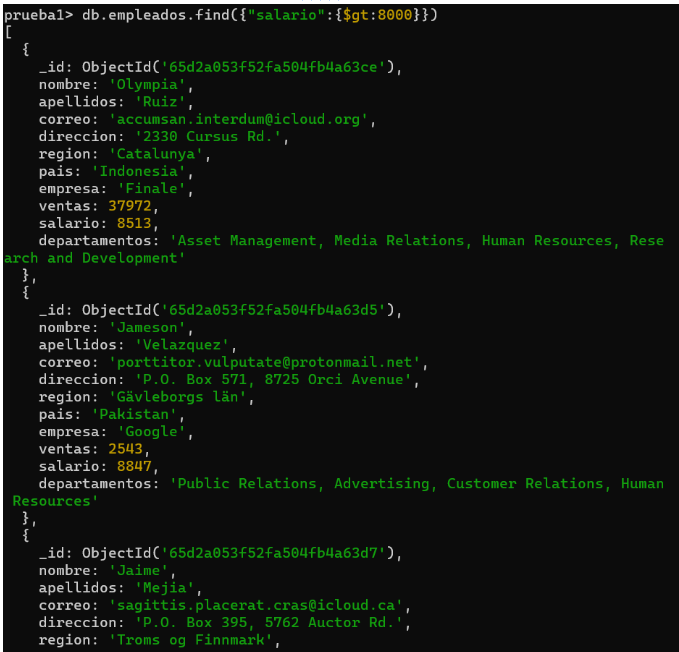 prueba1> db.empleados.find({"salario":{$gt:8000}})
[
  {
    _id: ObjectId('65d2a053f52fa504fb4a63ce'),
    nombre: 'Olympia',
    apellidos: 'Ruiz',
    correo: 'accumsan.interdum@icloud.org',
    direccion: '2330 Cursus Rd.',
    region: 'Catalunya',
    pais: 'Indonesia',
    empresa: 'Finale',
    ventas: 37972,
    salario: 8513,
    departamentos: 'Asset Management, Media Relations, Human Resources, Rese
arch and Development'
  },
  {
    _id: ObjectId('65d2a053f52fa504fb4a63d5'),
    nombre: 'Jameson',
    apellidos: 'Velazquez',
    correo: 'porttitor.vulputate@protonmail.net',
    direccion: 'P.O. Box 571, 8725 Orci Avenue',
    region: 'Gävleborgs län',
    pais: 'Pakistan',
    empresa: 'Google',
    ventas: 2543,
    salario: 8847,
    departamentos: 'Public Relations, Advertising, Customer Relations, Human
 Resources'
  },
  {
    _id: ObjectId('65d2a053f52fa504fb4a63d7'),
    nombre: 'Jaime',
    apellidos: 'Mejia',
    correo: 'sagittis.placerat.cras@icloud.ca',
    direccion: 'P.O. Box 395, 5762 Auctor Rd.',
    region: 'Troms og Finnmark',